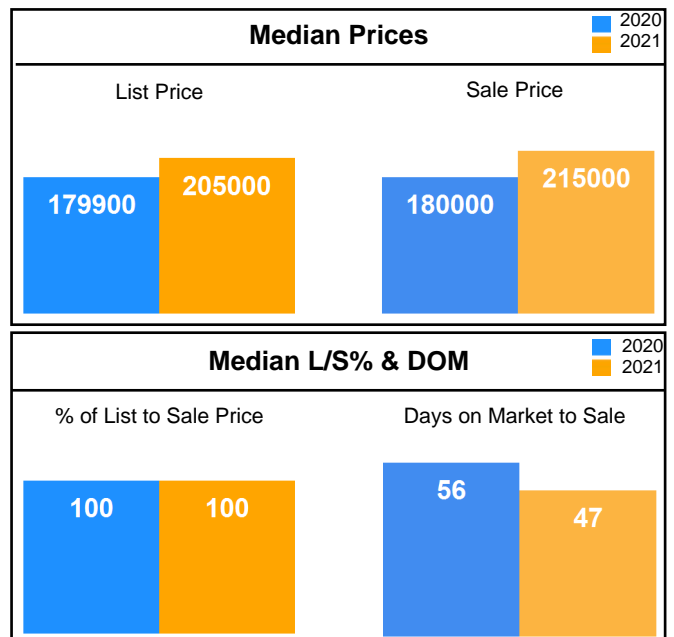 Median Prices
2020
2021
List Price
Sale Price
179900
205000
180000
215000
Median L/S% & DOM
2020
2021
% of List to Sale Price
Days on Market to Sale
100
100
56
47